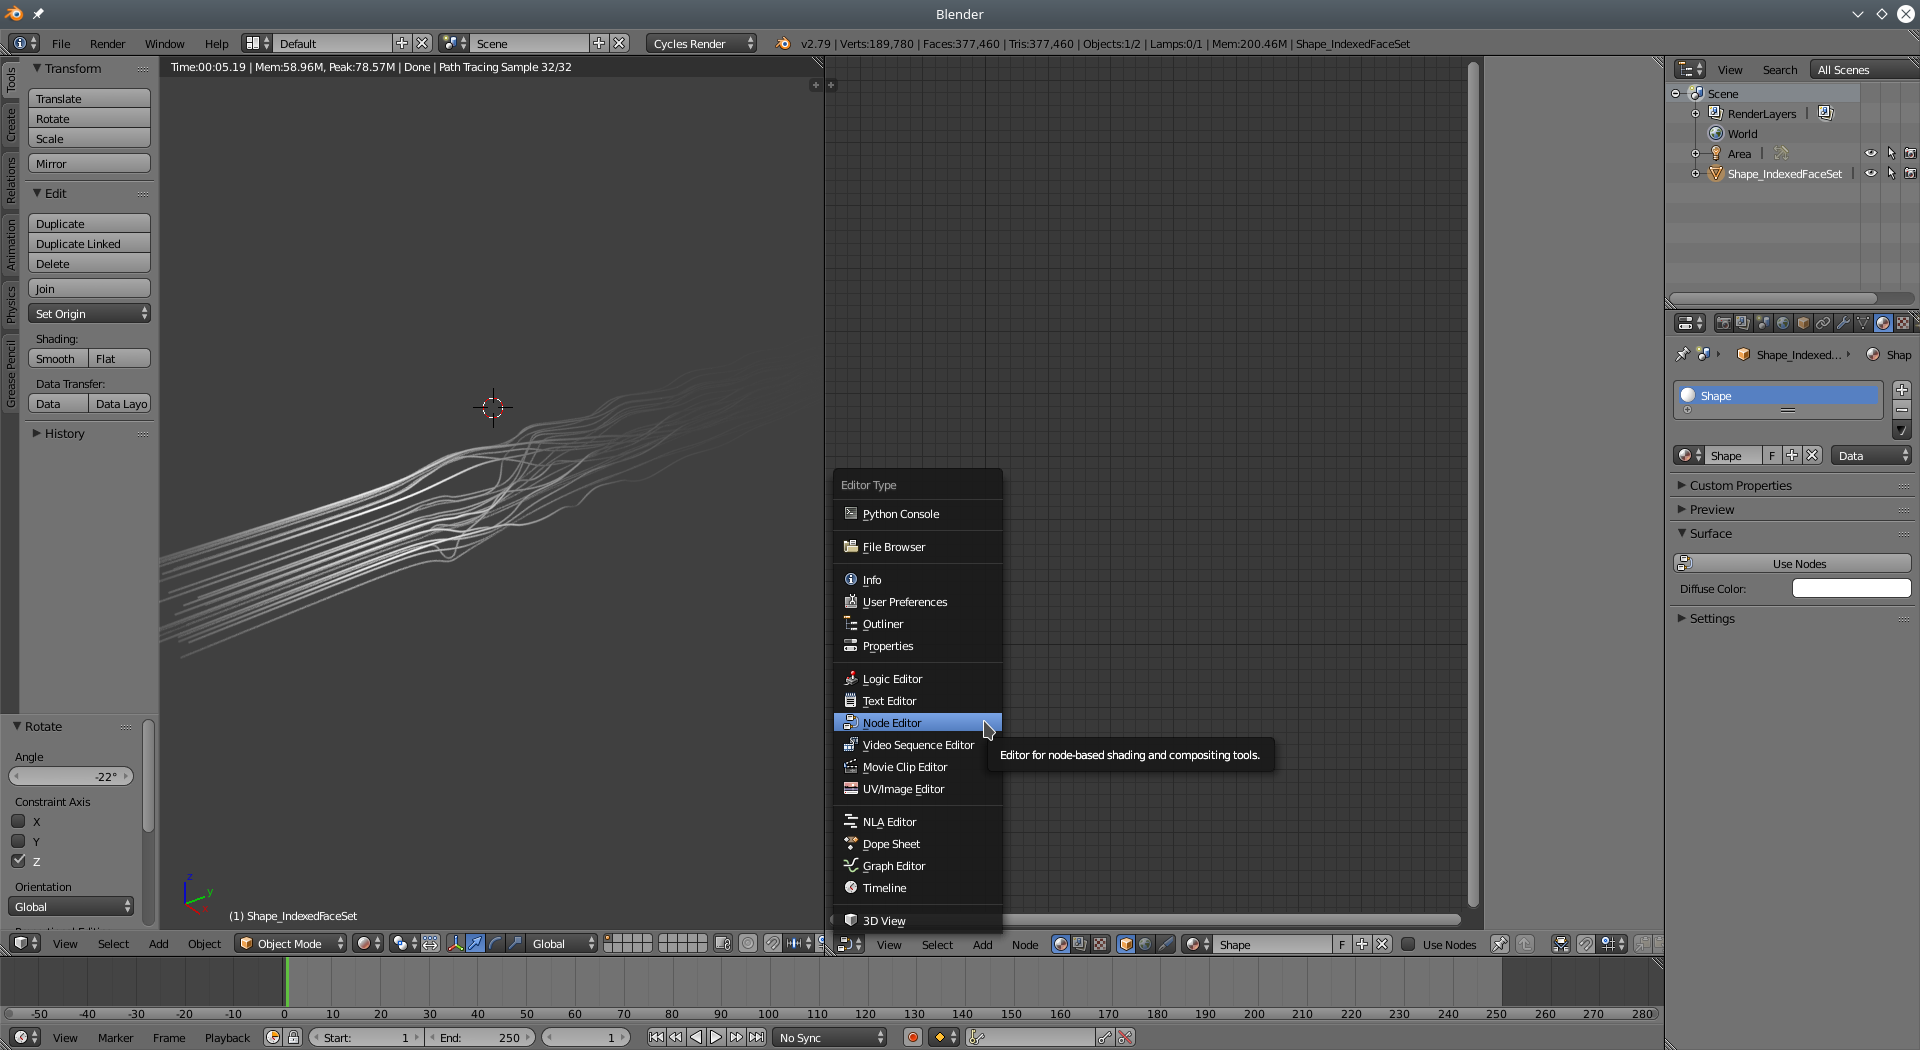 Blender
File Render Window Help Default Scene Cycles Render v2.79 | Verts:189,780 | Faces:377,460 | Tris:377,460 | Objects:1/2 | Lamps:0/1 | Mem:200.46M | Shape_IndexedFaceSet
Tools
Create
Relations
Animation
Physics
Grease Pencil
Transform
Translate
Rotate
Scale
Mirror
Edit
Duplicate
Duplicate Linked
Delete
Join
Set Origin
Shading:
Smooth Flat
Data Transfer:
Data Data Layo
History
Rotate
Angle
-22°
Constraint Axis
X
Y
Z
Orientation
Global
Time:00:05.19 | Mem:58.96M, Peak:78.57M | Done | Path Tracing Sample 32/32
z
y
(1) Shape_IndexedFaceSet
View Select Add Object Object Mode Global
Editor Type
Python Console
File Browser
Info
User Preferences
Outliner
Properties
Logic Editor
Text Editor
Node Editor
Video Sequence Editor
Movie Clip Editor
UV/Image Editor
NLA Editor
Dope Sheet
Graph Editor
Timeline
3D View
Editor for node-based shading and compositing tools.
View Select Add Node Shape F Use Nodes
View Search All Scenes
Scene
RenderLayers |
World
Area |
Shape_IndexedFaceSet |
Shape_Indexed... Shap
Shape
Shape F Data
Custom Properties
Preview
Surface
Use Nodes
Diffuse Color:
Settings
-50 -40 -30 -20 -10 0 10 20 30 40 50 60 70 80 90 100 110 120 130 140 150 160 170 180 190 200 210 220 230 240 250 260 270 280
View Marker Frame Playback Start: 1 End: 250 1 No Sync